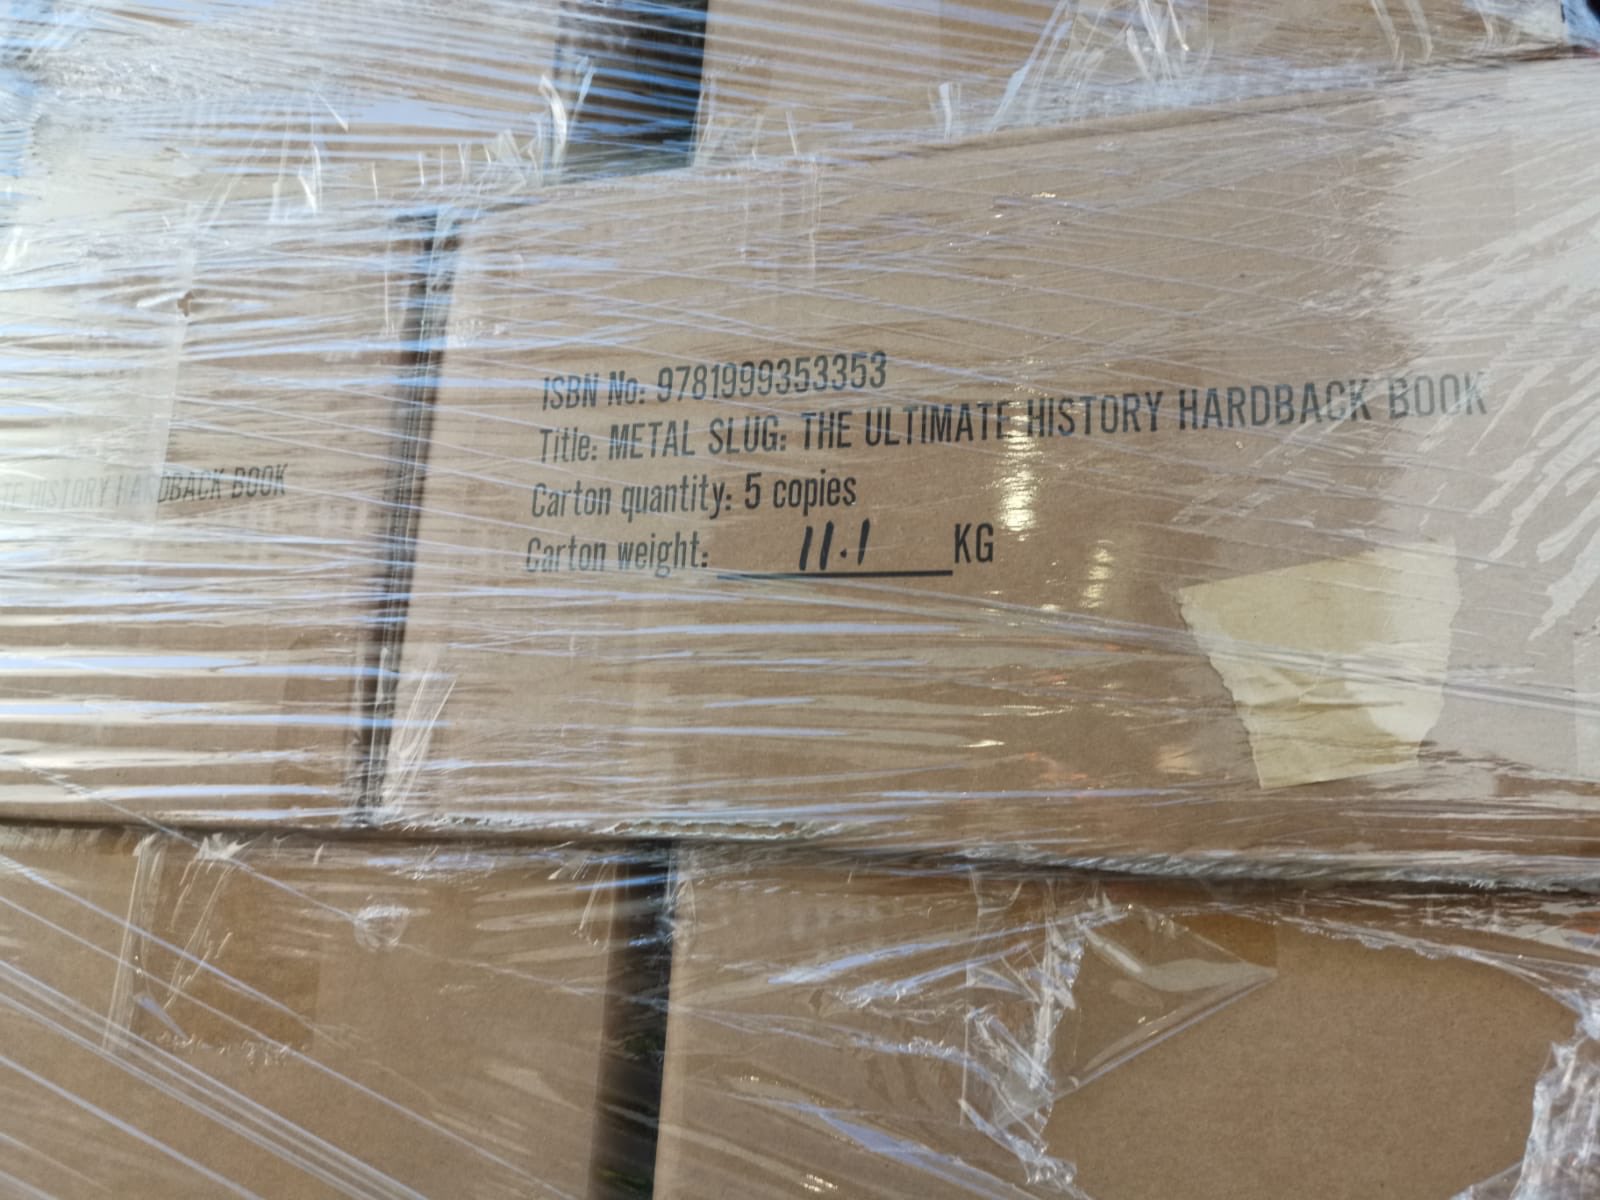 ISBN No: 9781999353353
Title: METAL SLUG: THE ULTIMATE HISTORY HARDBACK BOOK
Carton quantity: 5 copies
Carton weight: 11.1 KG
TE HISTORY HARDBACK BOOK